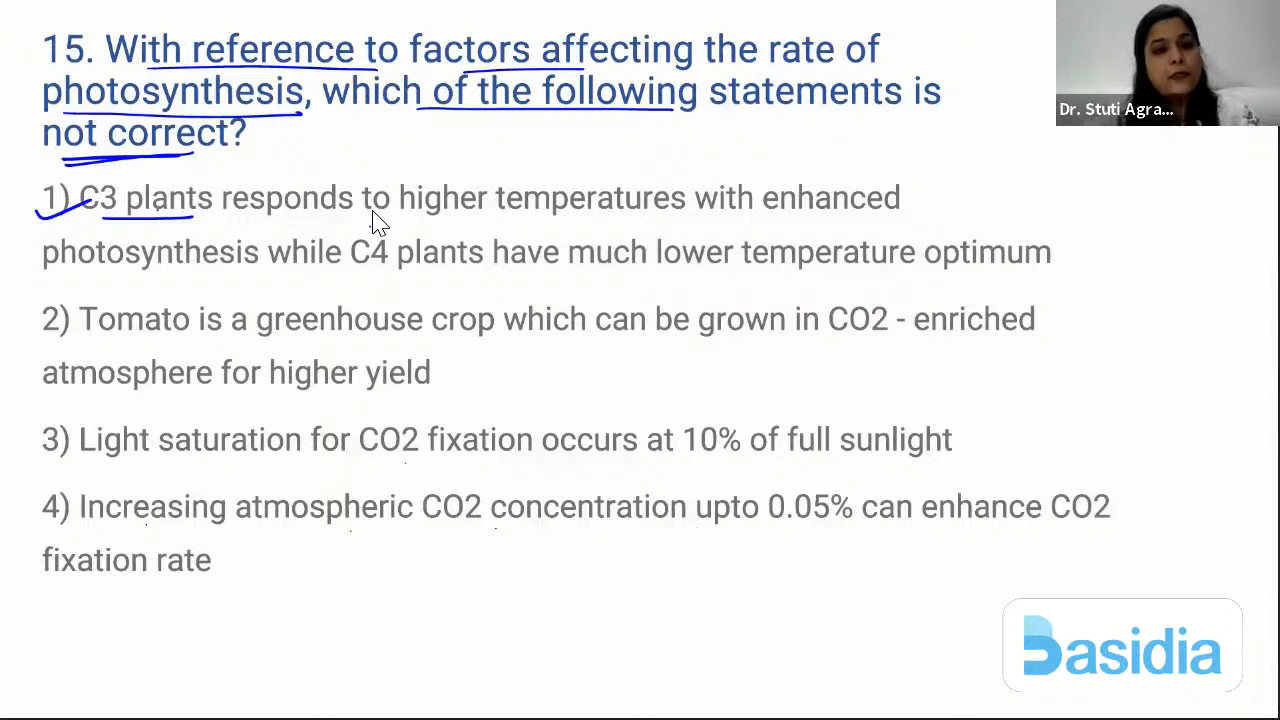 15. With reference to factors affecting the rate of
photosynthesis, which of the following statements is
not correct?
1) C3 plants responds to higher temperatures with enhanced
photosynthesis while C4 plants have much lower temperature optimum
2) Tomato is a greenhouse crop which can be grown in CO2 - enriched
atmosphere for higher yield
3) Light saturation for CO2 fixation occurs at 10% of full sunlight
4) Increasing atmospheric CO2 concentration upto 0.05% can enhance CO2
fixation rate
Dr. Stuti Agra...
Basidia